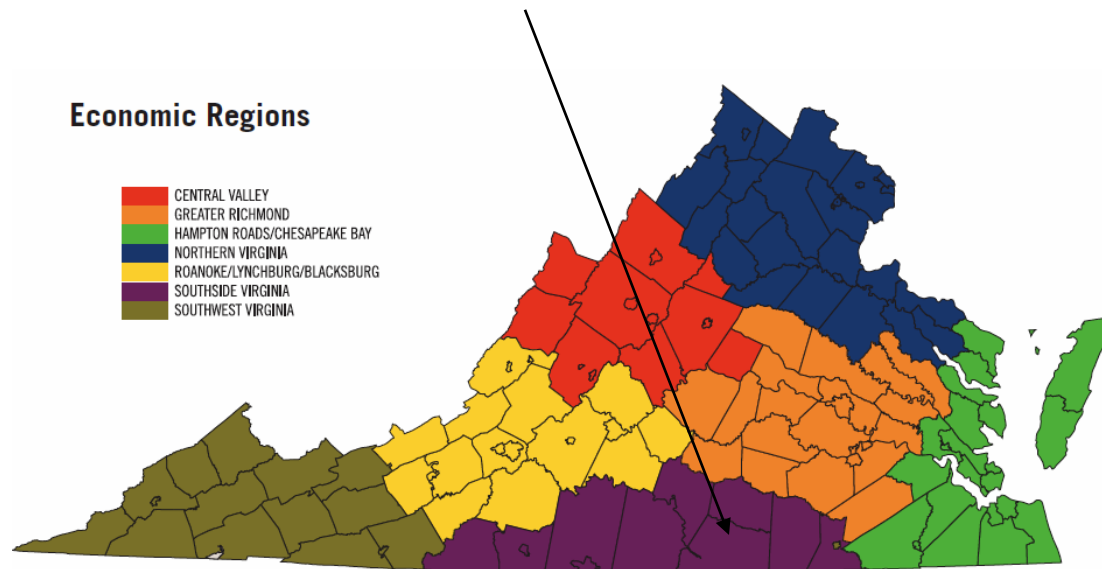 Economic Regions
CENTRAL VALLEY
GREATER RICHMOND
HAMPTON ROADS/CHESAPEAKE BAY
NORTHERN VIRGINIA
ROANOKE/LYNCHBURG/BLACKSBURG
SOUTHSIDE VIRGINIA
SOUTHWEST VIRGINIA